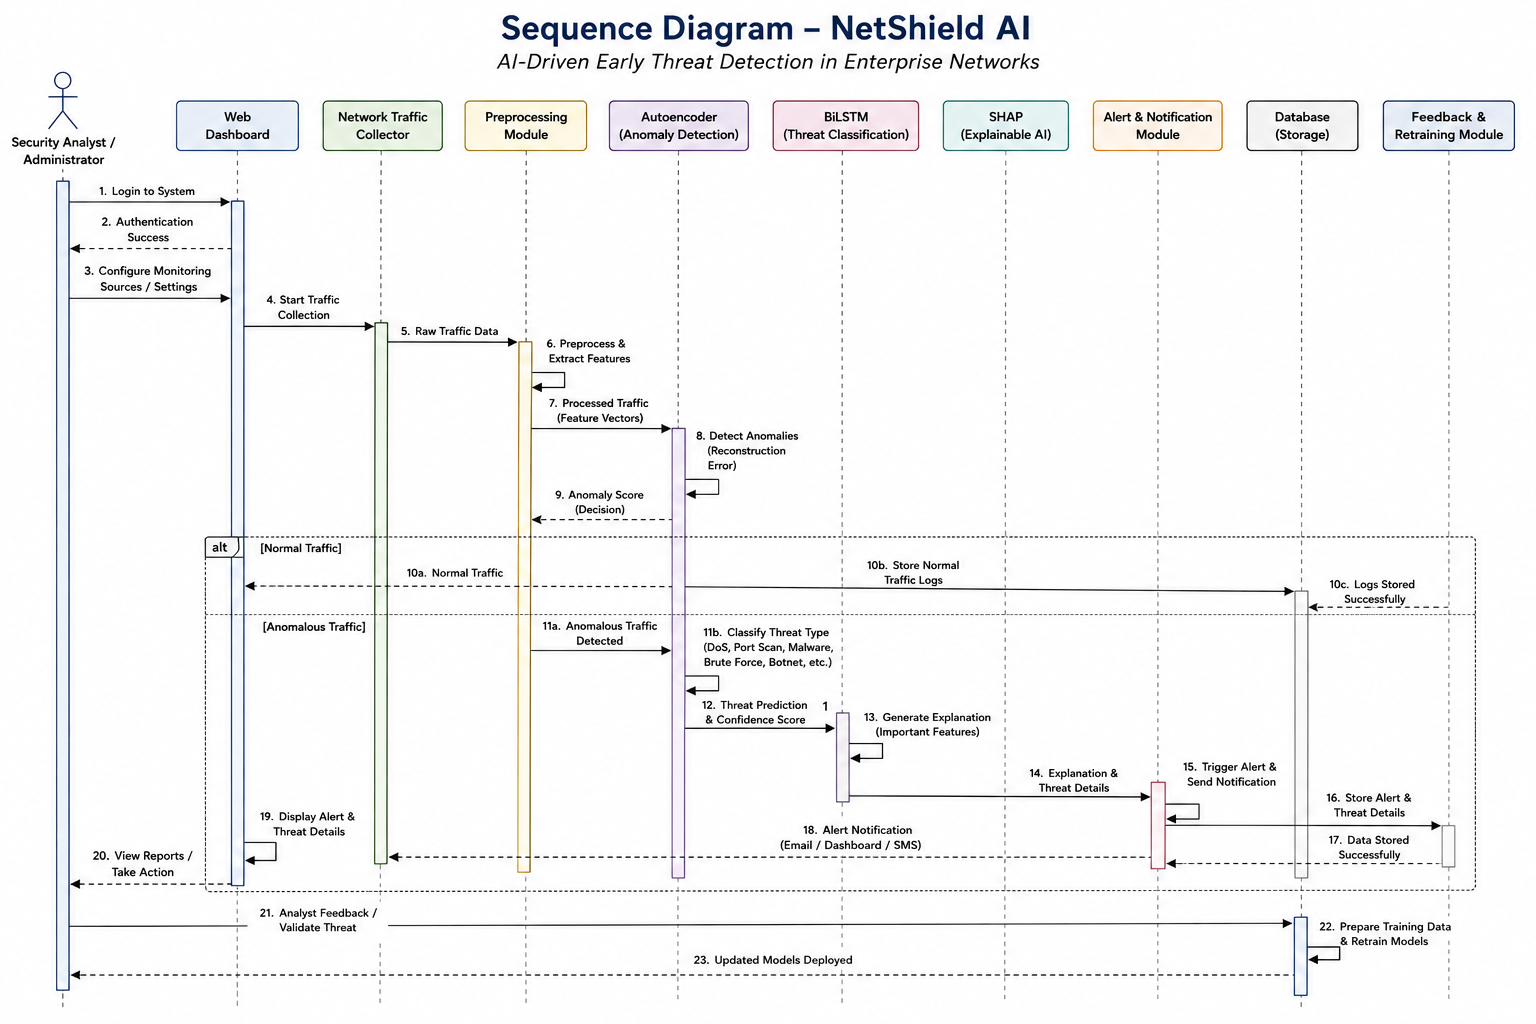 Sequence Diagram – NetShield AI
AI-Driven Early Threat Detection in Enterprise Networks
Security Analyst /
Administrator
Web
Dashboard
Network Traffic
Collector
Preprocessing
Module
Autoencoder
(Anomaly Detection)
BiLSTM
(Threat Classification)
SHAP
(Explainable AI)
Alert & Notification
Module
Database
(Storage)
Feedback &
Retraining Module
1. Login to System
2. Authentication
Success
3. Configure Monitoring
Sources / Settings
4. Start Traffic
Collection
5. Raw Traffic Data
6. Preprocess &
Extract Features
7. Processed Traffic
(Feature Vectors)
8. Detect Anomalies
(Reconstruction
Error)
9. Anomaly Score
(Decision)
alt
[Normal Traffic]
10a. Normal Traffic
10b. Store Normal
Traffic Logs
10c. Logs Stored
Successfully
[Anomalous Traffic]
11a. Anomalous Traffic
Detected
11b. Classify Threat Type
(DoS, Port Scan, Malware,
Brute Force, Botnet, etc.)
12. Threat Prediction
& Confidence Score
1
13. Generate Explanation
(Important Features)
14. Explanation &
Threat Details
15. Trigger Alert &
Send Notification
16. Store Alert &
Threat Details
17. Data Stored
Successfully
18. Alert Notification
(Email / Dashboard / SMS)
19. Display Alert &
Threat Details
20. View Reports /
Take Action
21. Analyst Feedback /
Validate Threat
22. Prepare Training Data
& Retrain Models
23. Updated Models Deployed